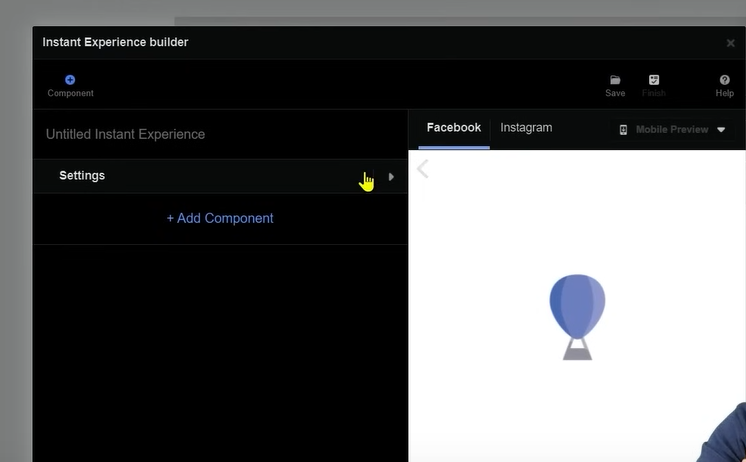 Instant Experience builder
Component
Save
Finish
Help
Untitled Instant Experience
Facebook
Instagram
Mobile Preview
Settings
+ Add Component